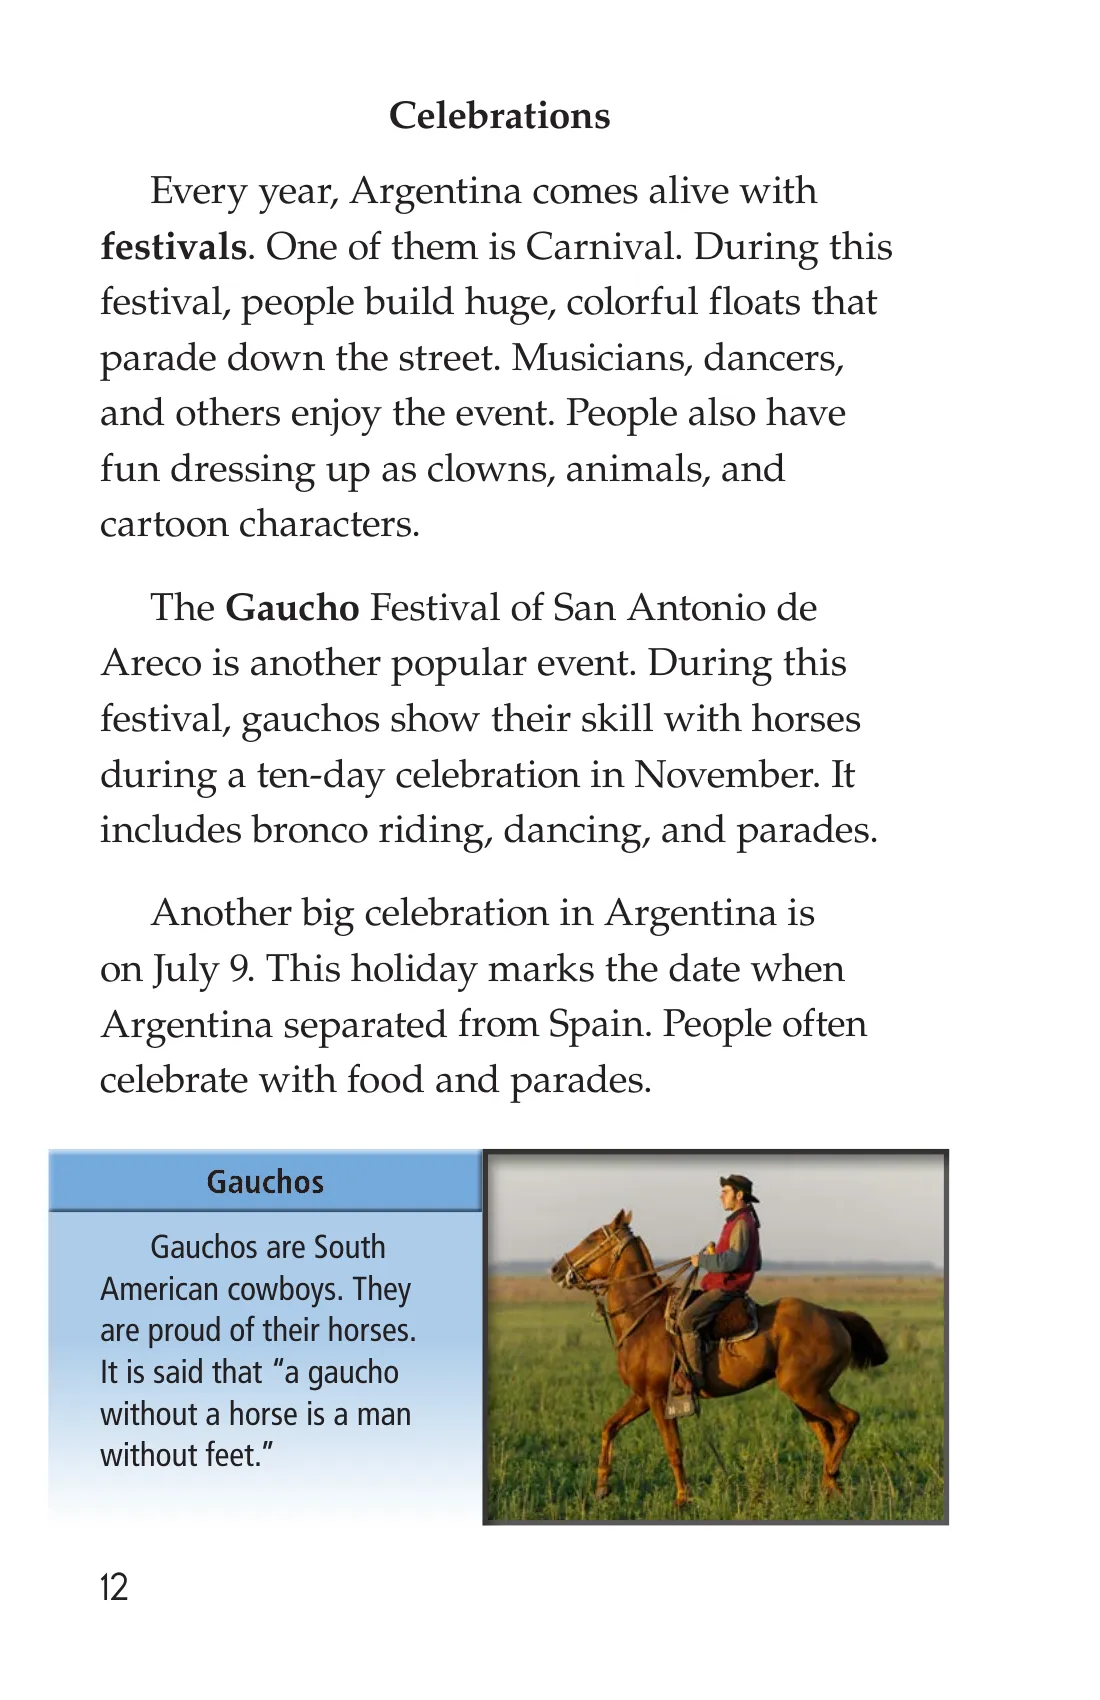 Celebrations
Every year, Argentina comes alive with
festivals. One of them is Carnival. During this
festival, people build huge, colorful floats that
parade down the street. Musicians, dancers,
and others enjoy the event. People also have
fun dressing up as clowns, animals, and
cartoon characters.
The Gaucho Festival of San Antonio de
Areco is another popular event. During this
festival, gauchos show their skill with horses
during a ten-day celebration in November. It
includes bronco riding, dancing, and parades.
Another big celebration in Argentina is
on July 9. This holiday marks the date when
Argentina separated from Spain. People often
celebrate with food and parades.
Gauchos
Gauchos are South
American cowboys. They
are proud of their horses.
It is said that “a gaucho
without a horse is a man
without feet.”
12